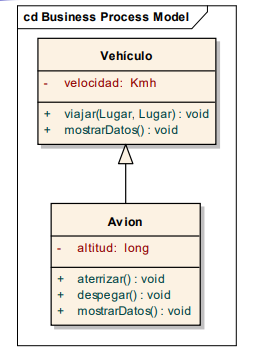 cd Business Process Model
Vehículo
- velocidad: Kmh
+ viajar(Lugar, Lugar) : void
+ mostrarDatos() : void
Avion
- altitud: long
+ aterrizar() : void
+ despegar() : void
+ mostrarDatos() : void